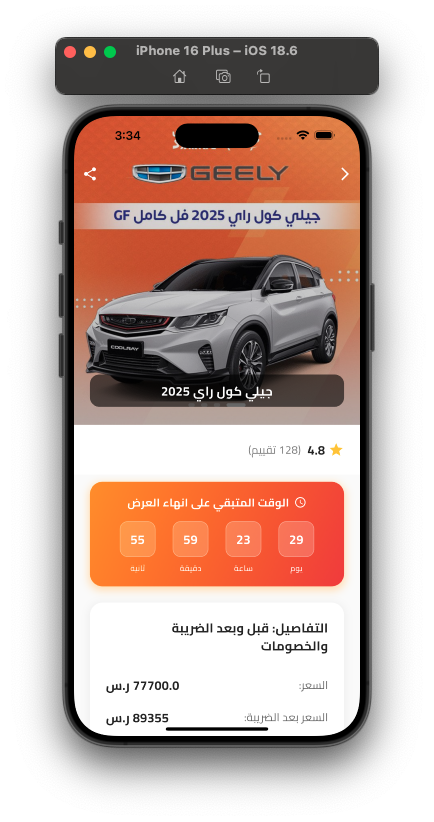 iPhone 16 Plus – iOS 18.6
3:34
GEELY
جيلي كول راي 2025 فل كامل GF
COOLRAY
جيلي كول راي 2025
4.8 (128 تقييم)
الوقت المتبقي على انهاء العرض
29 23 59 55
يوم ساعة دقيقة ثانية
التفاصيل: قبل وبعد الضريبة
والخصومات
السعر: 77700.0 ر.س
السعر بعد الضريبة: 89355 ر.س